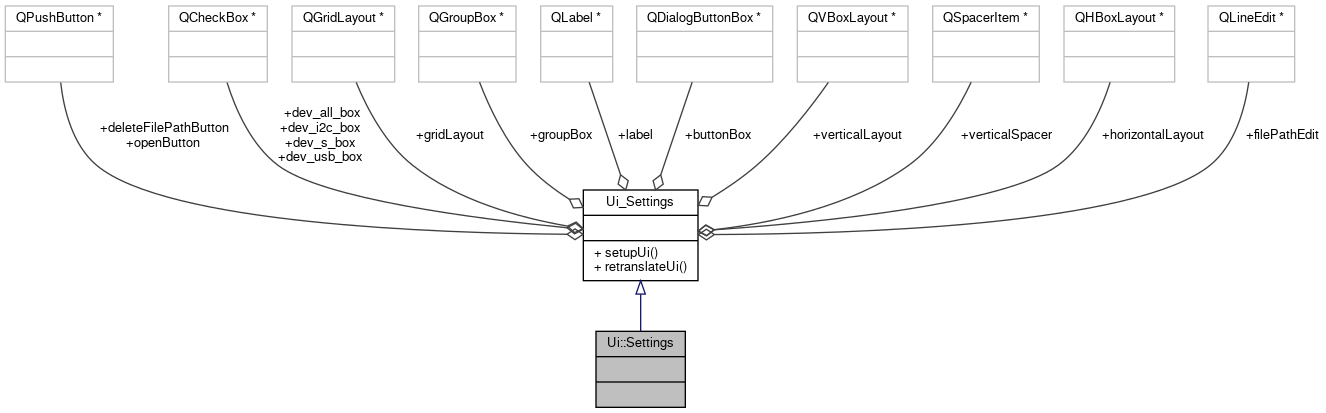 QPushButton *
QCheckBox *
QGridLayout *
QGroupBox *
QLabel *
QDialogButtonBox *
QVBoxLayout *
QSpacerItem *
QHBoxLayout *
QLineEdit *
+deleteFilePathButton
+openButton
+dev_all_box
+dev_i2c_box
+dev_s_box
+dev_usb_box
+gridLayout
+groupBox
+label
+buttonBox
+verticalLayout
+verticalSpacer
+horizontalLayout
+filePathEdit
Ui_Settings
+ setupUi()
+ retranslateUi()
Ui::Settings